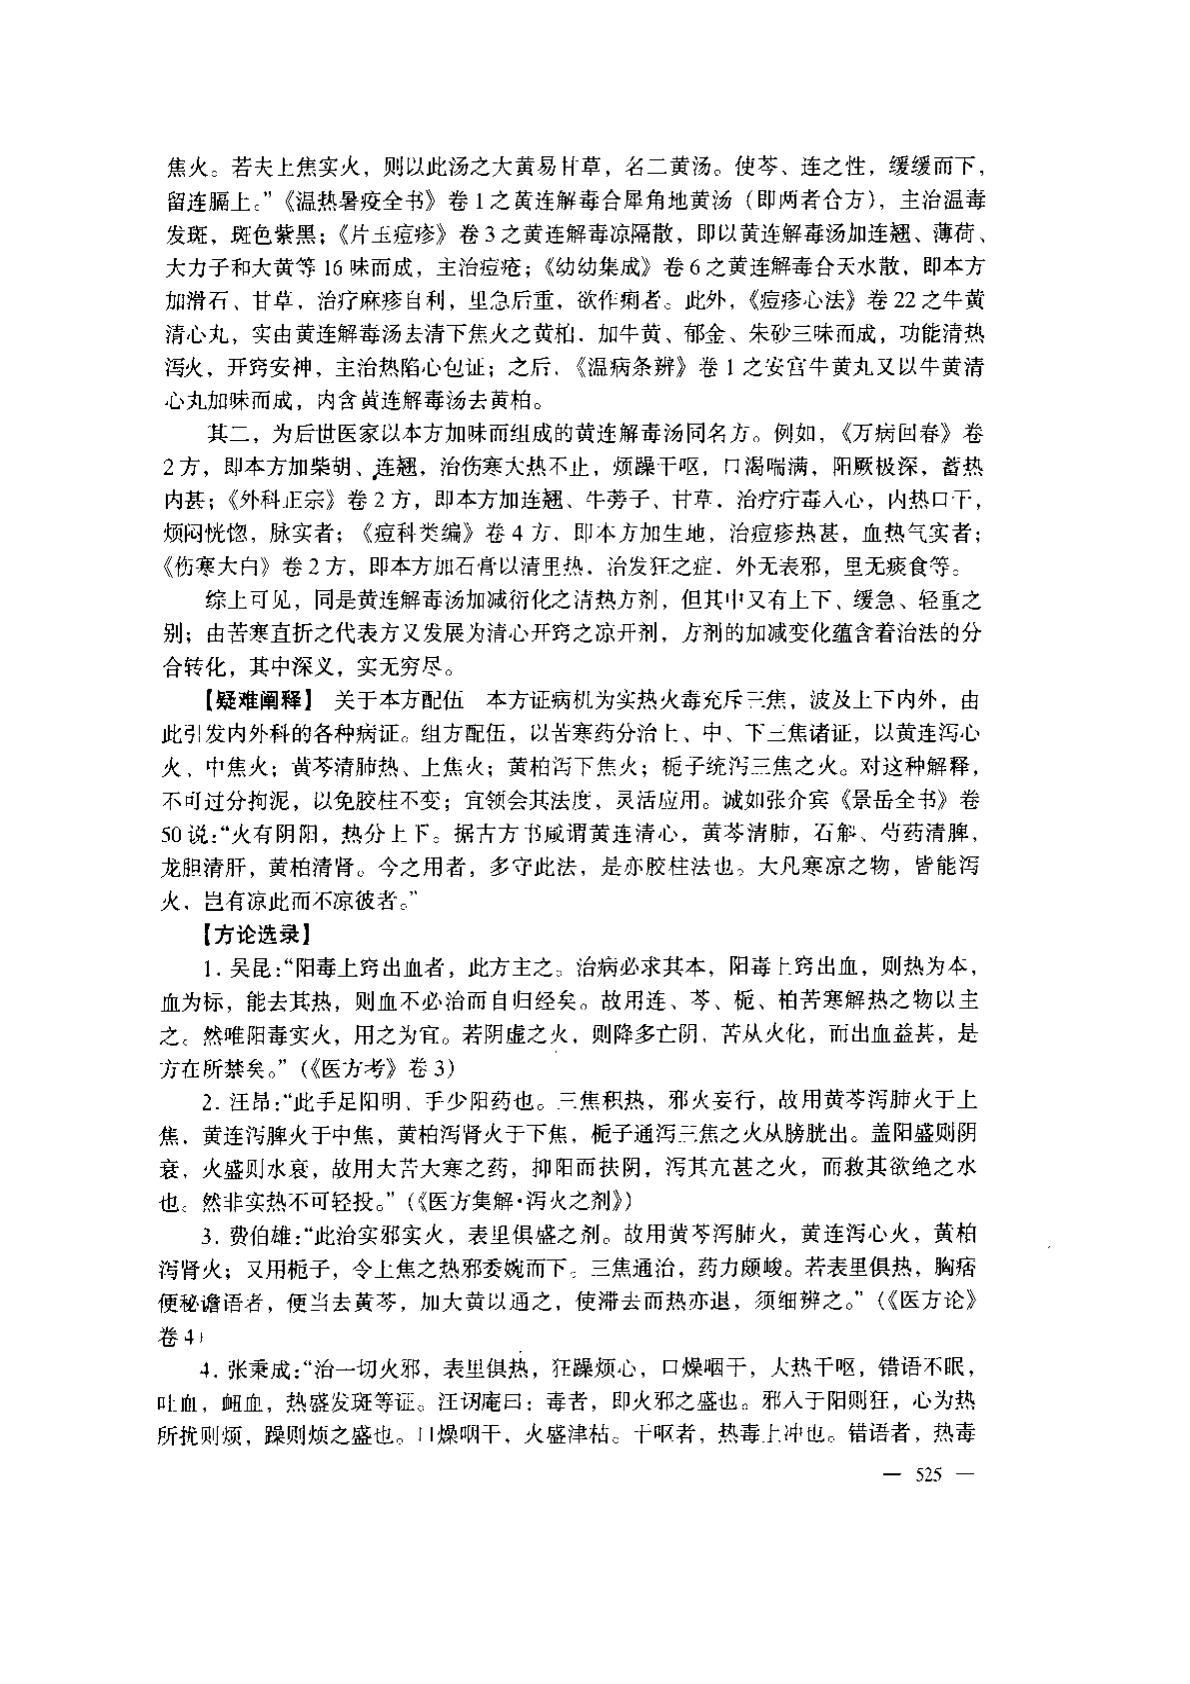 焦火。若夫上焦实火，则以此汤之大黄易甘草，名二黄汤。使芩、连之性，缓缓而下，
留连膈上。”《温热暑疫全书》卷1之黄连解毒合犀角地黄汤（即两者合方），主治温毒
发斑，斑色紫黑；《片玉痘疹》卷3之黄连解毒凉隔散，即以黄连解毒汤加连翘、薄荷、
大力子和大黄等16味而成，主治痘疮；《幼幼集成》卷6之黄连解毒合天水散，即本方
加滑石、甘草，治疗麻疹自利，里急后重，欲作痢者。此外，《痘疹心法》卷22之牛黄
清心丸，实由黄连解毒汤去清下焦火之黄柏，加牛黄、郁金、朱砂三味而成，功能清热
泻火，开窍安神，主治热陷心包证；之后，《温病条辨》卷1之安宫牛黄丸又以牛黄清
心丸加味而成，内含黄连解毒汤去黄柏。
其二，为后世医家以本方加味而组成的黄连解毒汤同名方。例如，《万病回春》卷
2方，即本方加柴胡、连翘，治伤寒大热不止，烦躁干呕，口渴喘满，阳厥极深，蓄热
内甚；《外科正宗》卷2方，即本方加连翘、牛蒡子、甘草，治疗疔毒入心，内热口干，
烦闷恍惚，脉实者；《痘科类编》卷4方，即本方加生地，治痘疹热甚，血热气实者；
《伤寒大白》卷2方，即本方加石膏以清里热，治发狂之症，外无表邪，里无痰食等。
综上可见，同是黄连解毒汤加减衍化之清热方剂，但其中又有上下、缓急、轻重之
别；由苦寒直折之代表方又发展为清心开窍之凉开剂，方剂的加减变化蕴含着治法的分
合转化，其中深义，实无穷尽。
【疑难阐释】 关于本方配伍 本方证病机为实热火毒充斥三焦，波及上下内外，由
此引发内外科的各种病证。组方配伍，以苦寒药分治上、中、下三焦诸证，以黄连泻心
火、中焦火；黄芩清肺热、上焦火；黄柏泻下焦火；栀子统泻三焦之火。对这种解释，
不可过分拘泥，以免胶柱不变；宜领会其法度，灵活应用。诚如张介宾《景岳全书》卷
50说：“火有阴阳，热分上下。据古方书咸谓黄连清心，黄芩清肺，石斛、芍药清脾，
龙胆清肝，黄柏清肾。今之用者，多守此法，是亦胶柱法也。大凡寒凉之物，皆能泻
火，岂有凉此而不凉彼者。”
【方论选录】
1. 吴昆：“阳毒上窍出血者，此方主之。治病必求其本，阳毒上窍出血，则热为本，
血为标，能去其热，则血不必治而自归经矣。故用连、芩、栀、柏苦寒解热之物以主
之。然唯阳毒实火，用之为宜。若阴虚之火，则降多亡阴，苦从火化，而出血益甚，是
方在所禁矣。”（《医方考》卷3）
2. 汪昂：“此手足阳明、手少阳药也。三焦积热，邪火妄行，故用黄芩泻肺火于上
焦，黄连泻脾火于中焦，黄柏泻肾火于下焦，栀子通泻三焦之火从膀胱出。盖阳盛则阴
衰，火盛则水衰，故用大苦大寒之药，抑阳而扶阴，泻其亢甚之火，而救其欲绝之水
也。然非实热不可轻投。”（《医方集解·泻火之剂》）
3. 费伯雄：“此治实邪实火，表里俱盛之剂。故用黄芩泻肺火，黄连泻心火，黄柏
泻肾火；又用栀子，令上焦之热邪委婉而下。三焦通治，药力颇峻。若表里俱热，胸痞
便秘谵语者，便当去黄芩，加大黄以通之，使滞去而热亦退，须细辨之。”（《医方论》
卷4）
4. 张秉成：“治一切火邪，表里俱热，狂躁烦心，口燥咽干，大热干呕，错语不眠，
吐血，衄血，热盛发斑等证。汪讱庵曰：毒者，即火邪之盛也。邪入于阳则狂，心为热
所扰则烦，躁则烦之盛也。口燥咽干，火盛津枯。干呕者，热毒上冲也。错语者，热毒
— 525 —